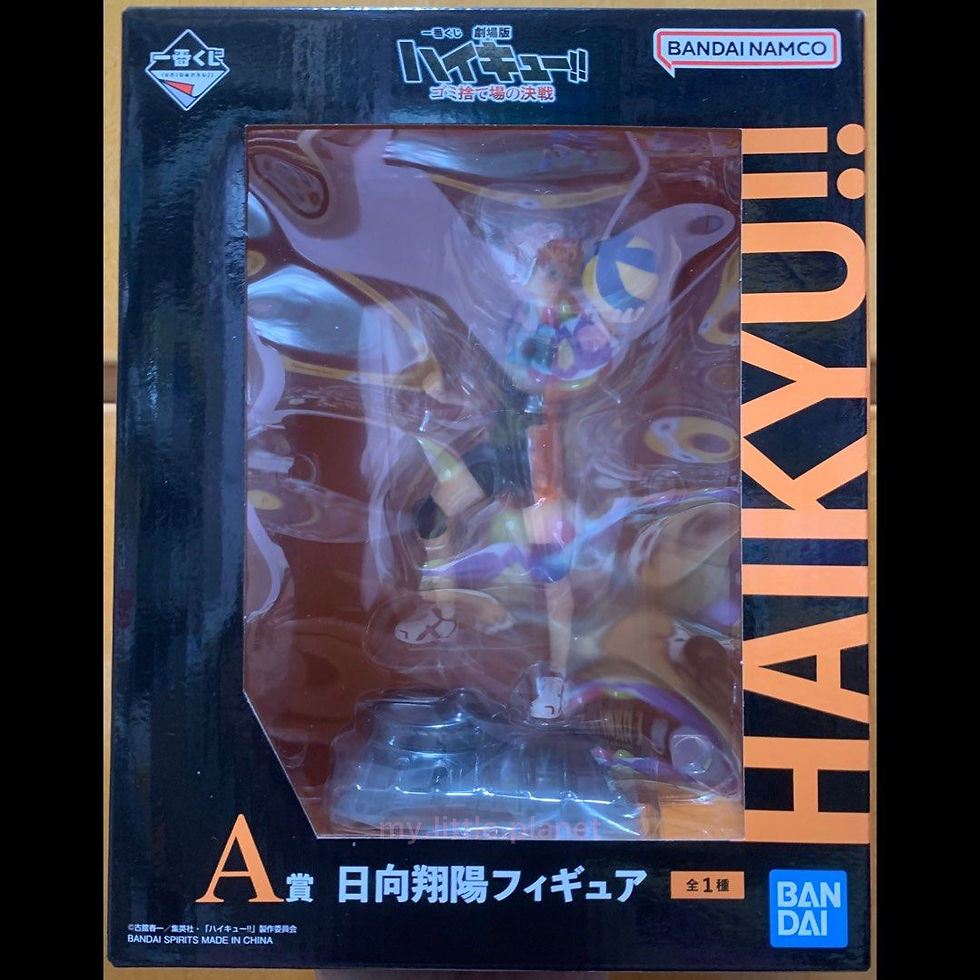 一番くじ
一番くじ 劇場版
ハイキュー!!
ゴミ捨て場の決戦
BANDAI NAMCO
HAIKYU!!
my little planet
A賞 日向翔陽フィギュア 全1種
BAN
DAI
©古舘春一/集英社・「ハイキュー!!」製作委員会
BANDAI SPIRITS MADE IN CHINA